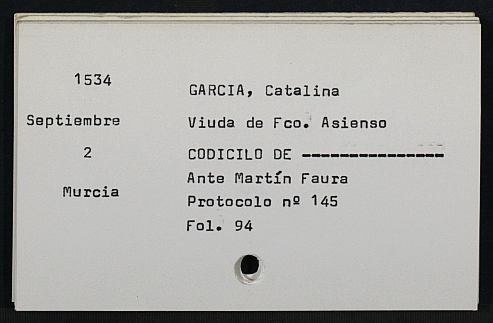 1534
GARCIA, Catalina
Septiembre
Viuda de Fco. Asienso
2
CODICILO DE ----------------
Murcia
Ante Martín Faura
Protocolo nº 145
Fol. 94